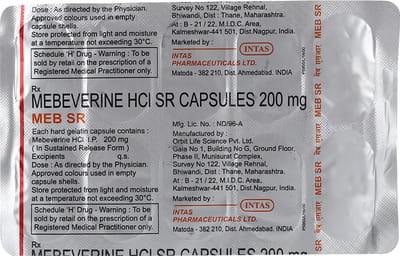 Dose : As directed by the Physician.
Approved colours used in empty
capsule shells.
Store protected from light and moisture
at a temperature not exceeding 30°C.
Schedule 'H' Drug - Warning : To be
sold by retail on the prescription of a
Registered Medical Practitioner only.
Survey No 122, Village Rehnal,
Bhiwandi, Dist : Thane, Maharashtra.
At : B - 21 / 22, M.I.D.C. Area,
Kalmeshwar-441 501, Dist.Nagpur, India.
Marketed by :
INTAS
INTAS
PHARMACEUTICALS LTD.
Matoda - 382 210, Dist. Ahmedabad, INDIA
Rx
MEBEVERINE HCl SR CAPSULES 200 mg
MEB SR
Each hard gelatin capsule contains :
Mebeverine HCl I.P. 200 mg
( In Sustained Release Form )
Excipients q.s.
Dose : As directed by the Physician.
Approved colours used in empty
capsule shells.
Store protected from light and moisture
at a temperature not exceeding 30°C.
Schedule 'H' Drug - Warning : To be
sold by retail on the prescription of a
Registered Medical Practitioner only.
Mfg. Lic. No. : ND/96-A
Manufactured by :
Orbit Life Science Pvt. Ltd.
Gala No 1, Building No G, Ground Floor,
Phase II, Munisurat Complex,
Survey No 122, Village Rehnal,
Bhiwandi, Dist : Thane, Maharashtra.
At : B - 21 / 22, M.I.D.C. Area,
Kalmeshwar-441 501, Dist.Nagpur, India.
Marketed by :
INTAS
INTAS
PHARMACEUTICALS LTD.
Matoda - 382 210, Dist. Ahmedabad, INDIA
MEB SR
मेब एसआर
MEB SR
Rx
MEBEVERINE HCl SR CAPSULES 200 mg